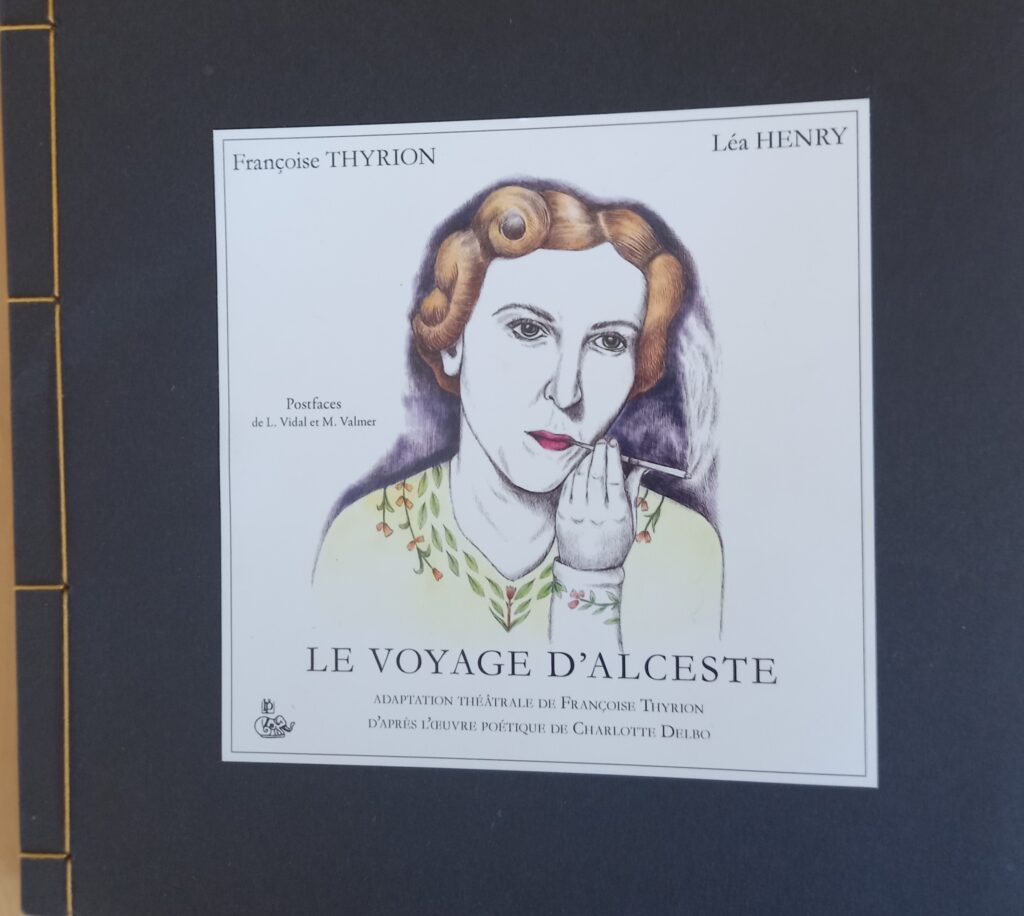 Françoise THYRION
Léa HENRY
Postfaces
de L. Vidal et M. Valmer
LE VOYAGE D'ALCESTE
ADAPTATION THÉÂTRALE DE FRANÇOISE THYRION
D'APRÈS L'ŒUVRE POÉTIQUE DE CHARLOTTE DELBO